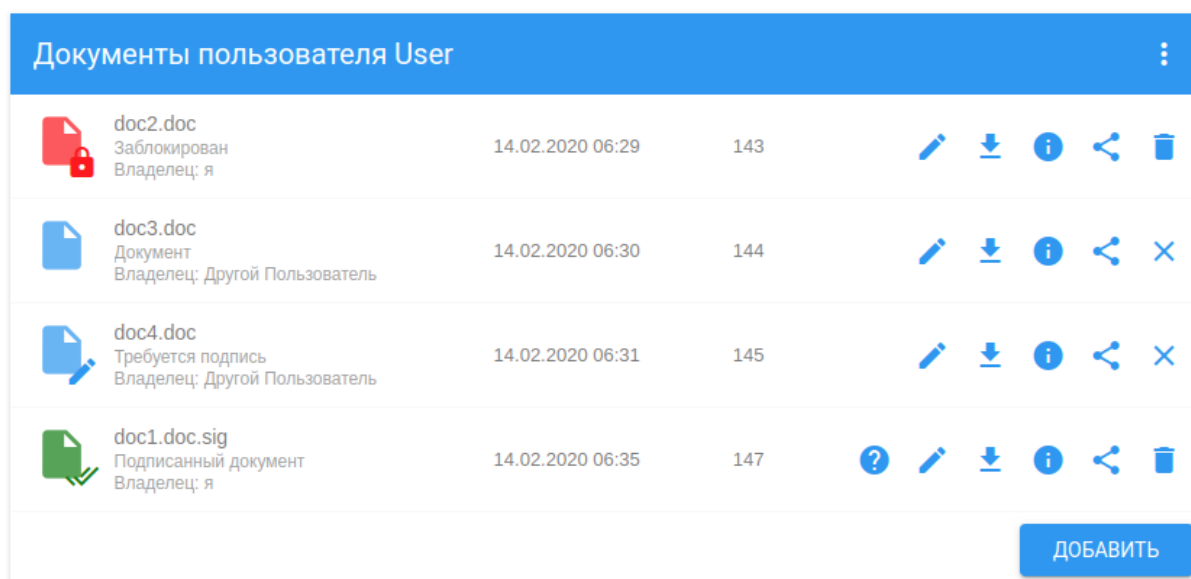 Документы пользователя User
doc2.doc
Заблокирован
Владелец: я
14.02.2020 06:29
143
doc3.doc
Документ
Владелец: Другой Пользователь
14.02.2020 06:30
144
doc4.doc
Требуется подпись
Владелец: Другой Пользователь
14.02.2020 06:31
145
doc1.doc.sig
Подписанный документ
Владелец: я
14.02.2020 06:35
147
ДОБАВИТЬ